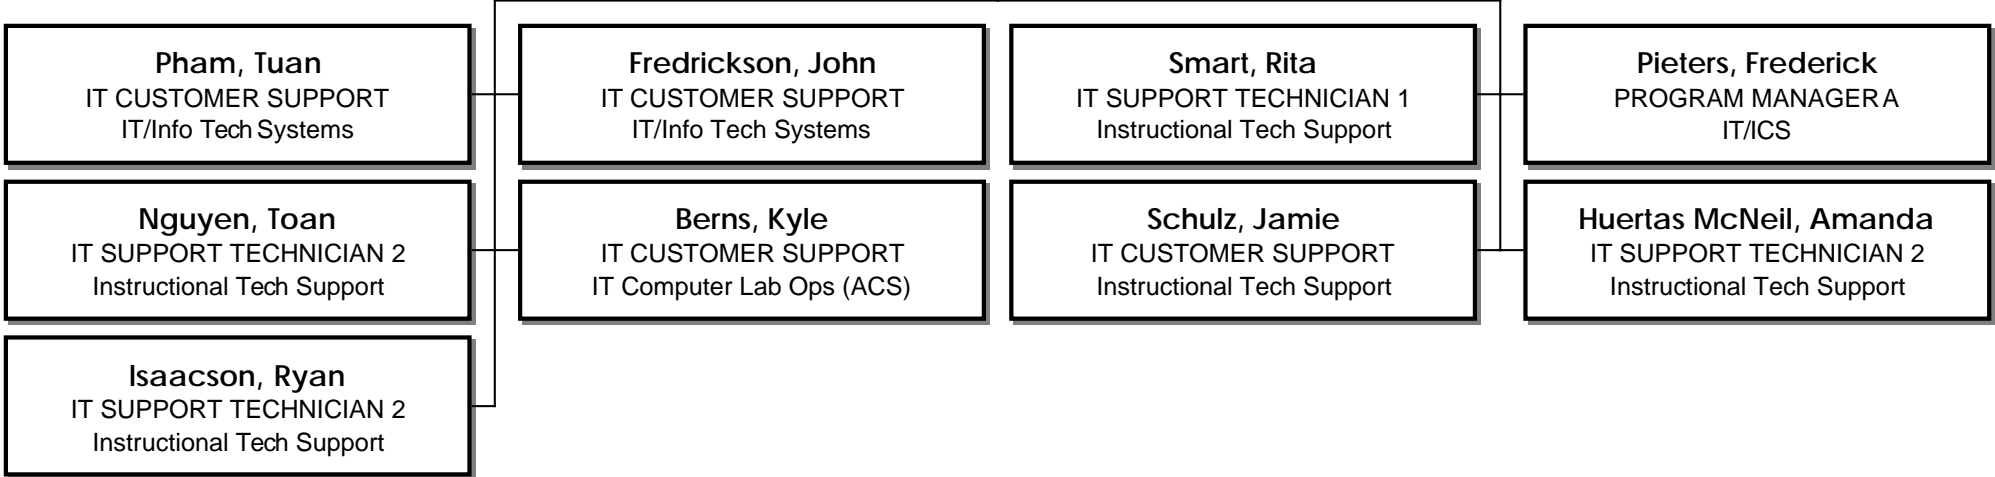 Pham, Tuan
IT CUSTOMER SUPPORT
IT/Info Tech Systems
Fredrickson, John
IT CUSTOMER SUPPORT
IT/Info Tech Systems
Smart, Rita
IT SUPPORT TECHNICIAN 1
Instructional Tech Support
Pieters, Frederick
PROGRAM MANAGER A
IT/ICS
Nguyen, Toan
IT SUPPORT TECHNICIAN 2
Instructional Tech Support
Berns, Kyle
IT CUSTOMER SUPPORT
IT Computer Lab Ops (ACS)
Schulz, Jamie
IT CUSTOMER SUPPORT
Instructional Tech Support
Huertas McNeil, Amanda
IT SUPPORT TECHNICIAN 2
Instructional Tech Support
Isaacson, Ryan
IT SUPPORT TECHNICIAN 2
Instructional Tech Support